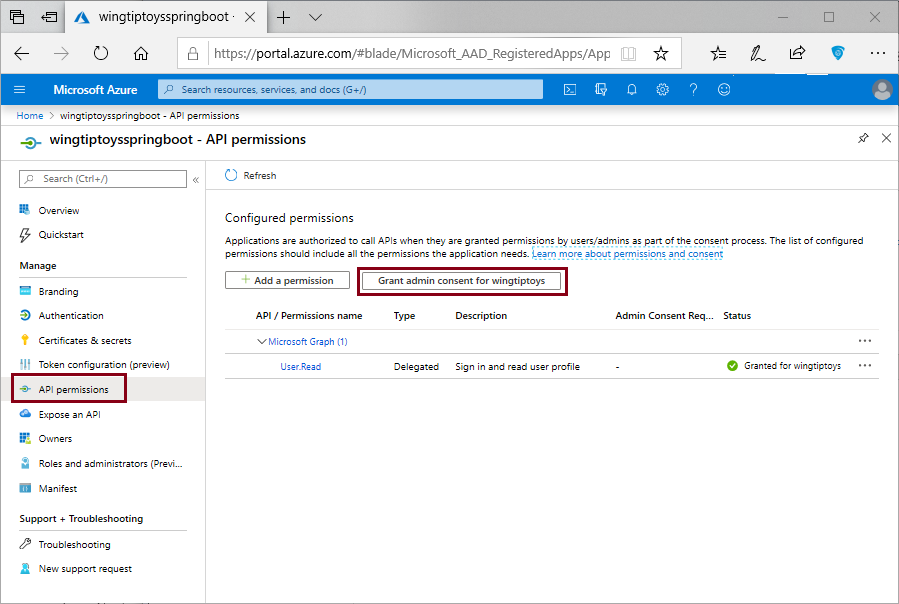 wingtiptoysspringboot -
https://portal.azure.com/#blade/Microsoft_AAD_RegisteredApps/App
Microsoft Azure
Search resources, services, and docs (G+/)
Home > wingtiptoysspringboot - API permissions
wingtiptoysspringboot - API permissions
Search (Ctrl+/)
«
Overview
Quickstart
Manage
Branding
Authentication
Certificates & secrets
Token configuration (preview)
API permissions
Expose an API
Owners
Roles and administrators (Previ...
Manifest
Support + Troubleshooting
Troubleshooting
New support request
Refresh
Configured permissions
Applications are authorized to call APIs when they are granted permissions by users/admins as part of the consent process. The list of configured
permissions should include all the permissions the application needs. Learn more about permissions and consent
+ Add a permission Grant admin consent for wingtiptoys
API / Permissions name Type Description Admin Consent Req... Status
Microsoft Graph (1) ...
User.Read Delegated Sign in and read user profile - Granted for wingtiptoys ...